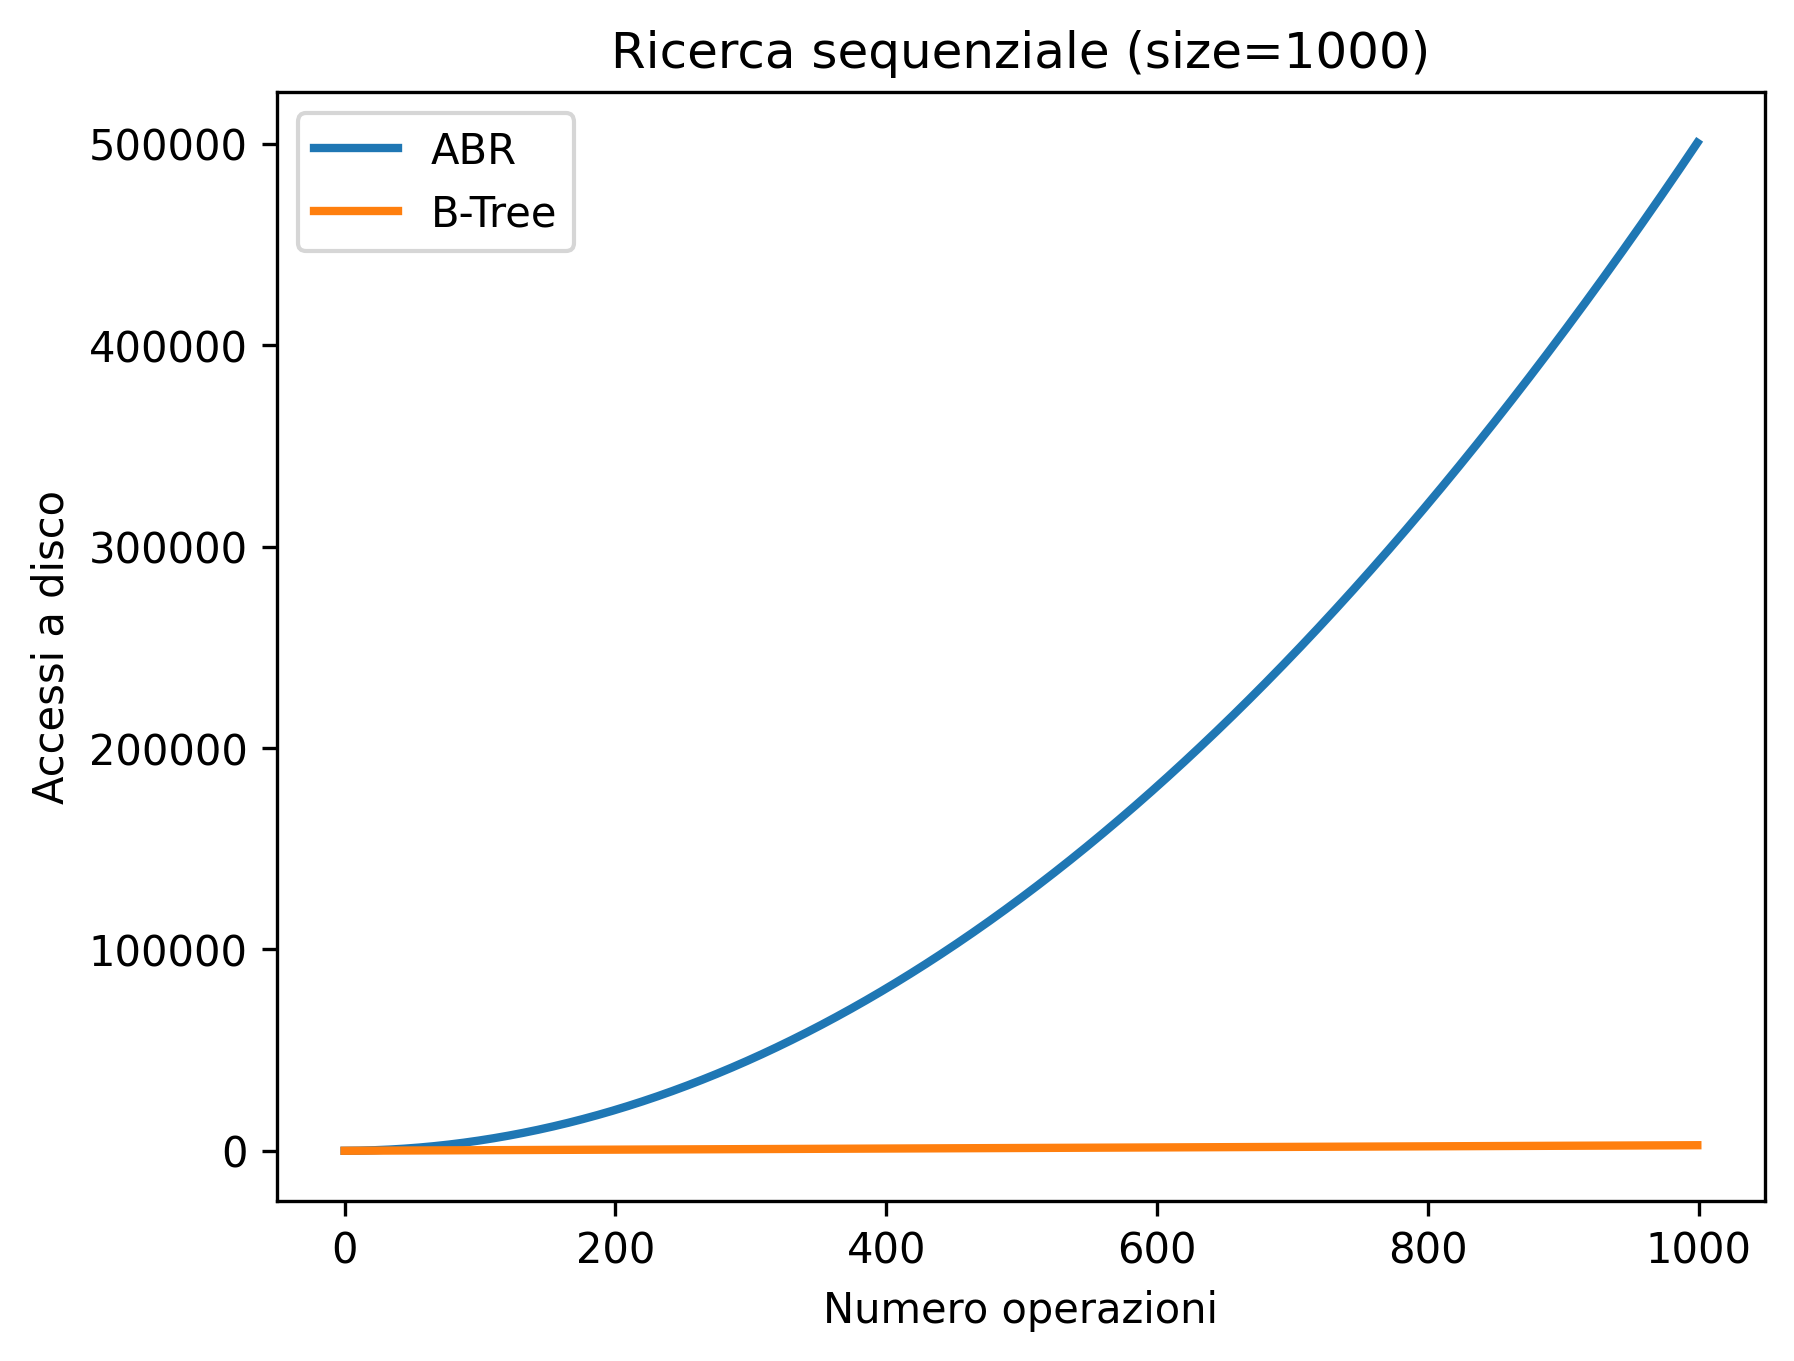 Ricerca sequenziale (size=1000)
ABR
B-Tree
500000
400000
300000
200000
100000
0
Accessi a disco
0 200 400 600 800 1000
Numero operazioni